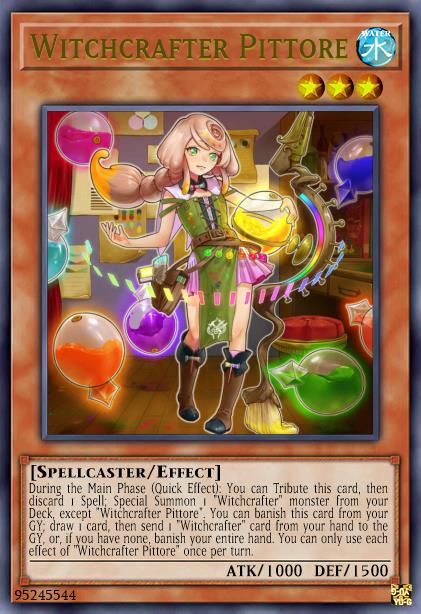 Witchcrafter Pittore
WATER
水
[Spellcaster/Effect]
During the Main Phase (Quick Effect): You can Tribute this card, then
discard 1 Spell; Special Summon 1 "Witchcrafter" monster from your
Deck, except "Witchcrafter Pittore". You can banish this card from your
GY; draw 1 card, then send 1 "Witchcrafter" card from your hand to the
GY, or, if you have none, banish your entire hand. You can only use each
effect of "Witchcrafter Pittore" once per turn.
ATK/1000 DEF/1500
95245544